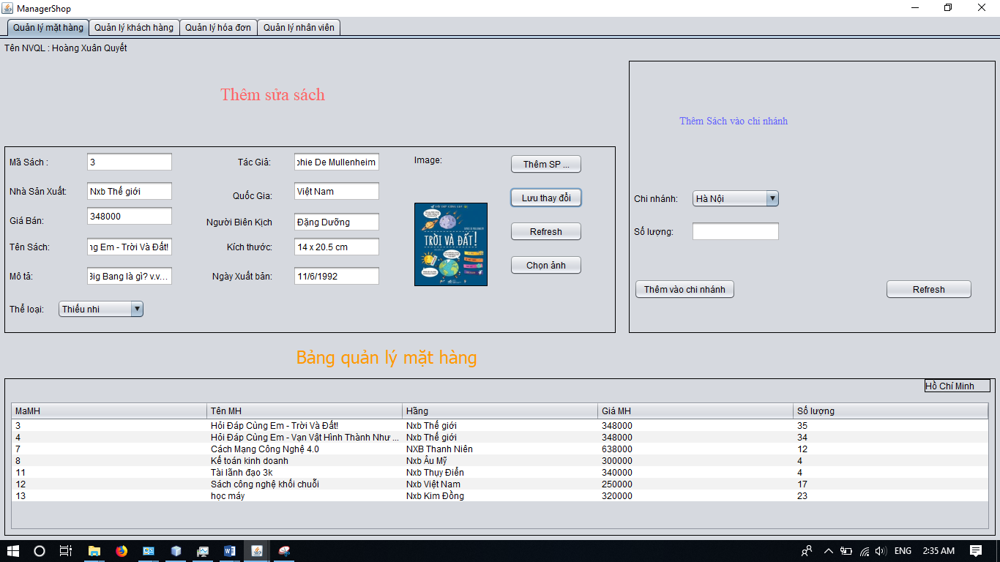 ManagerShop
Quản lý mặt hàng Quản lý khách hàng Quản lý hóa đơn Quản lý nhân viên
Tên NVQL : Hoàng Xuân Quyết
Thêm sửa sách
Mã Sách : 3
Nhà Sản Xuất: Nxb Thế giới
Giá Bán: 348000
Tên Sách: ng Em - Trời Và Đất!
Mô tả: Big Bang là gì? v.v...
Thể loại: Thiếu nhi
Tác Giả: phie De Mullenheim
Quốc Gia: Việt Nam
Người Biên Kịch Đặng Dưỡng
Kích thước: 14 x 20.5 cm
Ngày Xuất bản: 11/6/1992
Image:
TRỜI VÀ ĐẤT!
Thêm SP ...
Lưu thay đổi
Refresh
Chọn ảnh
Thêm Sách vào chi nhánh
Chi nhánh: Hà Nội
Số lượng:
Thêm vào chi nhánh Refresh
Bảng quản lý mặt hàng
Hồ Chí Minh
MaMH Tên MH Hãng Giá MH Số lượng
3 Hỏi Đáp Cùng Em - Trời Và Đất! Nxb Thế giới 348000 35
4 Hỏi Đáp Cùng Em - Vạn Vật Hình Thành Như ... Nxb Thế giới 348000 34
7 Cách Mạng Công Nghệ 4.0 NXB Thanh Niên 638000 12
8 Kế toán kinh doanh Nxb Âu Mỹ 300000 4
11 Tài lãnh đạo 3k Nxb Thụy Điển 340000 4
12 Sách công nghệ khối chuỗi Nxb Việt Nam 250000 17
13 học máy Nxb Kim Đồng 320000 23
ENG 2:35 AM